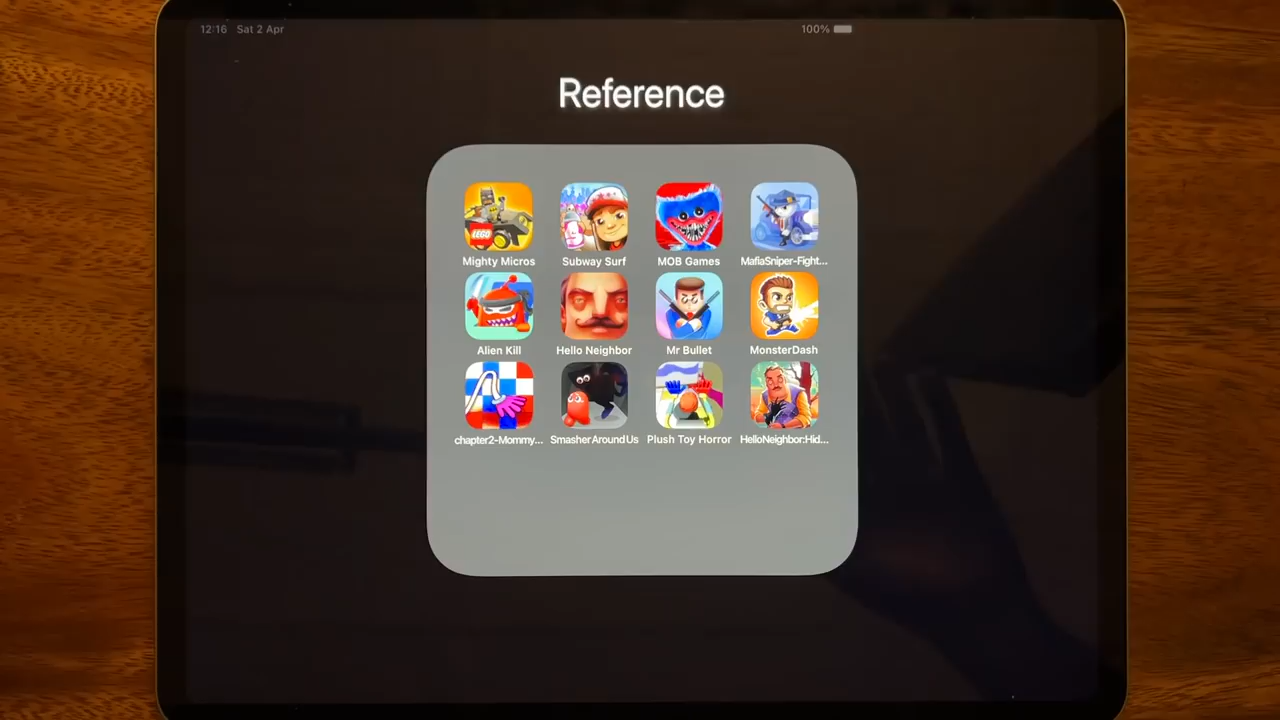 12:16 Sat 2 Apr
100%
Reference
LEGO
Mighty Micros
Subway Surf
MOB Games
MafiaSniper-Fight...
Alien Kill
Hello Neighbor
Mr Bullet
MonsterDash
chapter2-Mommy...
SmasherAroundUs
Plush Toy Horror
HelloNeighbor:Hid...